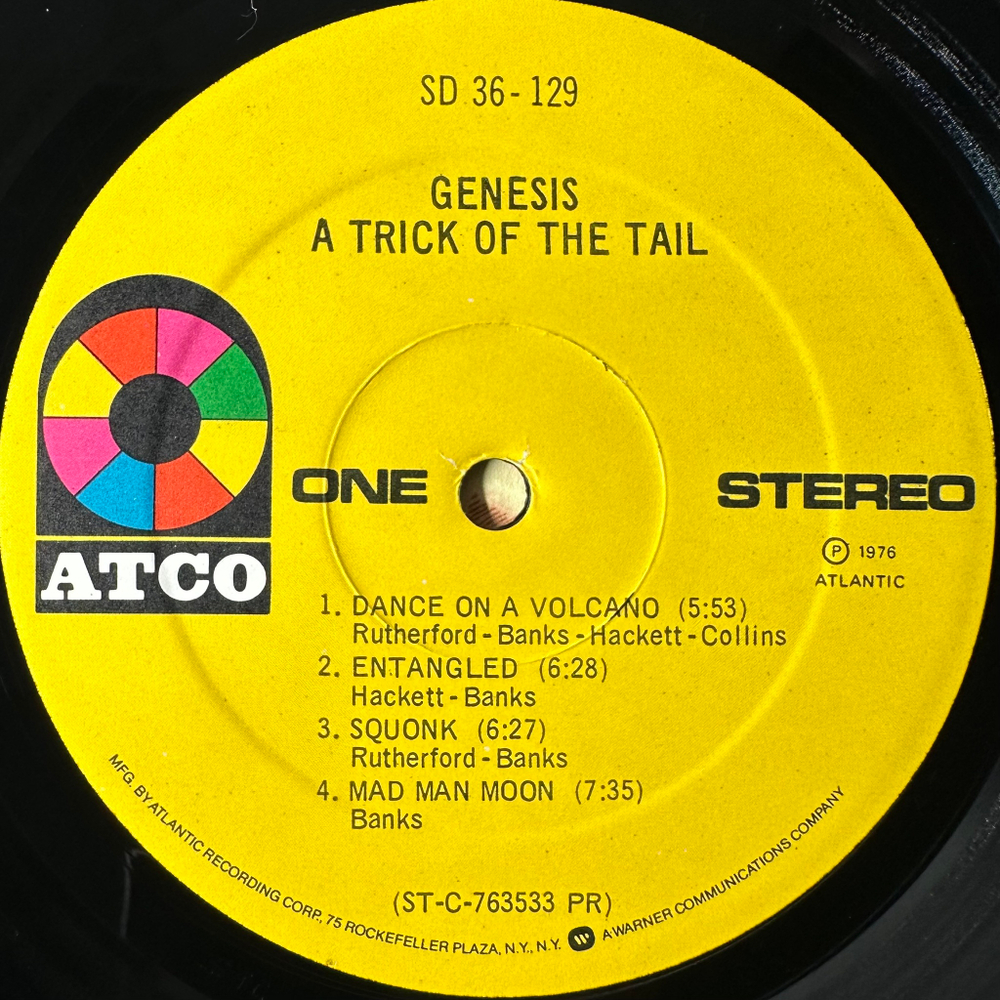 SD 36-129
GENESIS
A TRICK OF THE TAIL
ATCO
ONE
STEREO
Ⓟ 1976
ATLANTIC
1. DANCE ON A VOLCANO (5:53)
Rutherford-Banks-Hackett-Collins
2. ENTANGLED (6:28)
Hackett-Banks
3. SQUONK (6:27)
Rutherford-Banks
4. MAD MAN MOON (7:35)
Banks
(ST-C-763533 PR)
MFG. BY ATLANTIC RECORDING CORP., 75 ROCKEFELLER PLAZA, N.Y., N.Y. A WARNER COMMUNICATIONS COMPANY